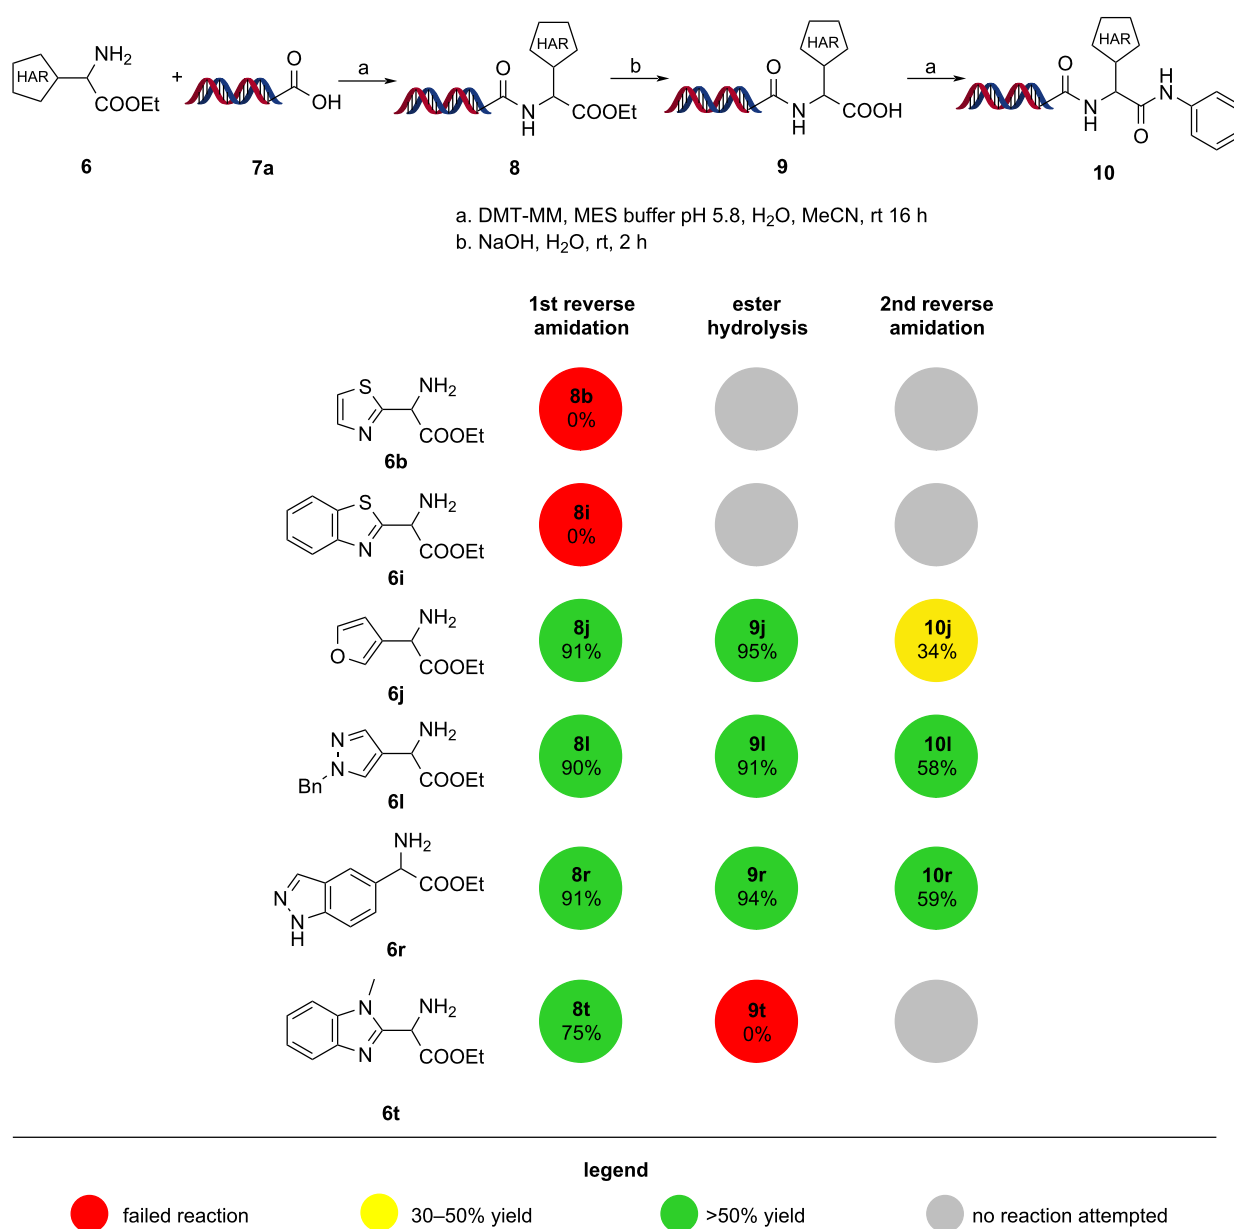 HAR
NH2
COOEt
6
+
O
OH
7a
a
O
N
H
HAR
COOEt
8
b
O
N
H
HAR
COOH
9
a
O
N
H
HAR
H
N
O
10
a. DMT-MM, MES buffer pH 5.8, H2O, MeCN, rt 16 h
b. NaOH, H2O, rt, 2 h
1st reverse amidation
ester hydrolysis
2nd reverse amidation
S
N
NH2
COOEt
6b
8b
0%
S
N
NH2
COOEt
6i
8i
0%
O
NH2
COOEt
6j
8j
91%
9j
95%
10j
34%
N
N
Bn
NH2
COOEt
6l
8l
90%
9l
91%
10l
58%
NH2
COOEt
N
N
H
6r
8r
91%
9r
94%
10r
59%
N
N
NH2
COOEt
6t
8t
75%
9t
0%
legend
failed reaction
30–50% yield
>50% yield
no reaction attempted